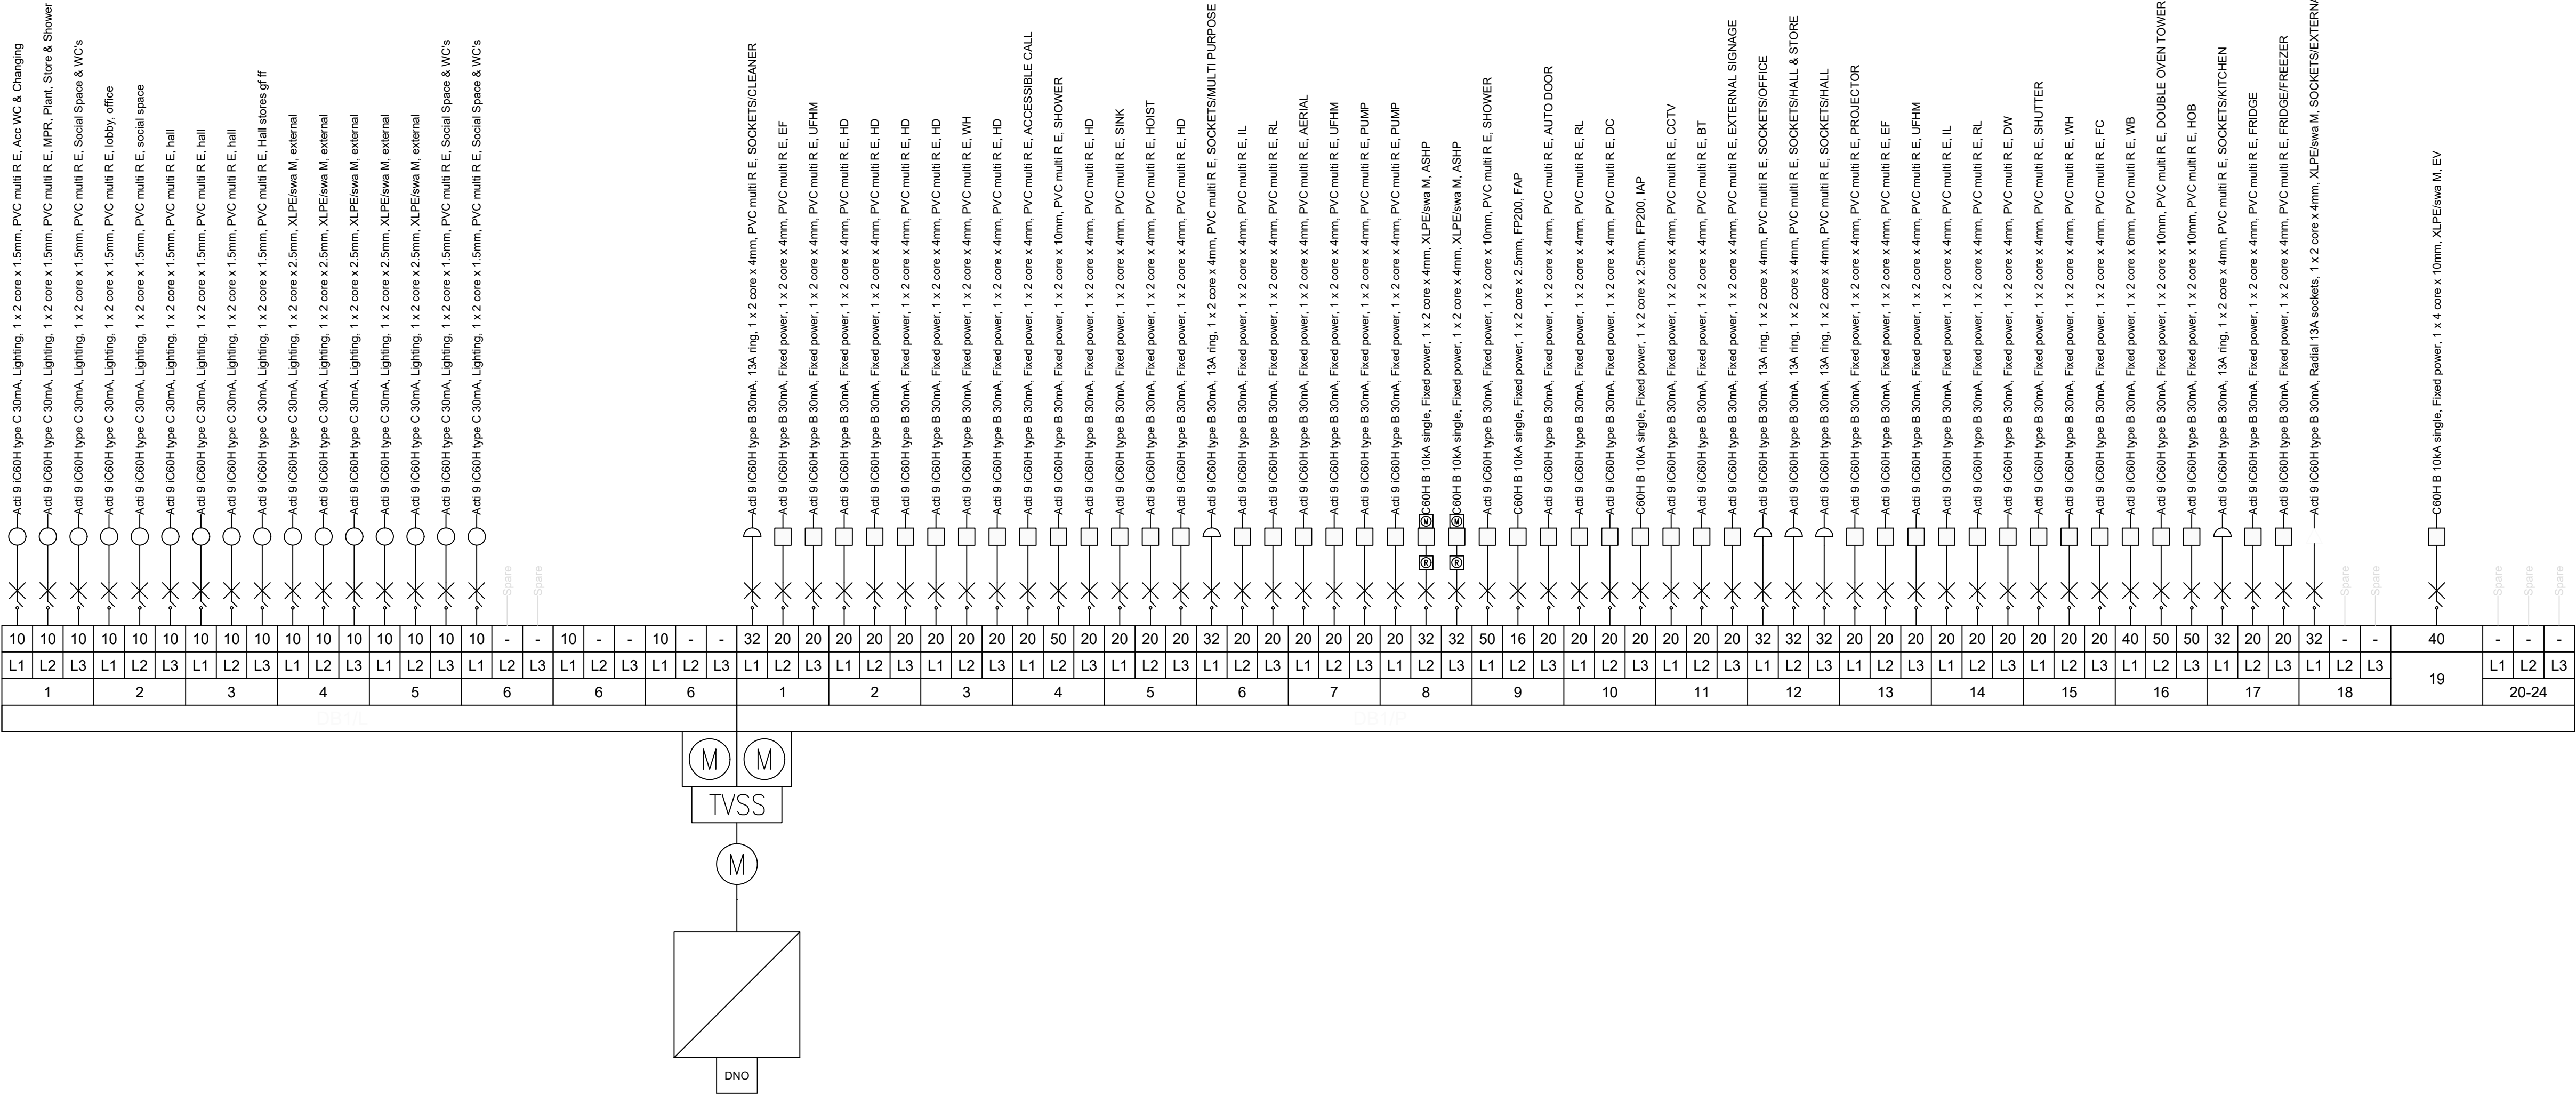 Acti 9 iC60H type C 30mA, Lighting, 1 x 2 core x 1.5mm, PVC multi R E, Acc WC & Changing
Acti 9 iC60H type C 30mA, Lighting, 1 x 2 core x 1.5mm, PVC multi R E, MPR, Plant, Store & Shower
Acti 9 iC60H type C 30mA, Lighting, 1 x 2 core x 1.5mm, PVC multi R E, Social Space & WC's
Acti 9 iC60H type C 30mA, Lighting, 1 x 2 core x 1.5mm, PVC multi R E, lobby, office
Acti 9 iC60H type C 30mA, Lighting, 1 x 2 core x 1.5mm, PVC multi R E, social space
Acti 9 iC60H type C 30mA, Lighting, 1 x 2 core x 1.5mm, PVC multi R E, hall
Acti 9 iC60H type C 30mA, Lighting, 1 x 2 core x 1.5mm, PVC multi R E, hall
Acti 9 iC60H type C 30mA, Lighting, 1 x 2 core x 1.5mm, PVC multi R E, hall
Acti 9 iC60H type C 30mA, Lighting, 1 x 2 core x 1.5mm, PVC multi R E, Hall stores gf ff
Acti 9 iC60H type C 30mA, Lighting, 1 x 2 core x 2.5mm, XLPE/swa M, external
Acti 9 iC60H type C 30mA, Lighting, 1 x 2 core x 2.5mm, XLPE/swa M, external
Acti 9 iC60H type C 30mA, Lighting, 1 x 2 core x 2.5mm, XLPE/swa M, external
Acti 9 iC60H type C 30mA, Lighting, 1 x 2 core x 2.5mm, XLPE/swa M, external
Acti 9 iC60H type C 30mA, Lighting, 1 x 2 core x 2.5mm, XLPE/swa M, external
Acti 9 iC60H type C 30mA, Lighting, 1 x 2 core x 1.5mm, PVC multi R E, Social Space & WC's
Acti 9 iC60H type C 30mA, Lighting, 1 x 2 core x 1.5mm, PVC multi R E, Social Space & WC's
Spare
Spare
Acti 9 iC60H type B 30mA, 13A ring, 1 x 2 core x 4mm, PVC multi R E, SOCKETS/CLEANER
Acti 9 iC60H type B 30mA, Fixed power, 1 x 2 core x 4mm, PVC multi R E, EF
Acti 9 iC60H type B 30mA, Fixed power, 1 x 2 core x 4mm, PVC multi R E, UFHM
Acti 9 iC60H type B 30mA, Fixed power, 1 x 2 core x 4mm, PVC multi R E, HD
Acti 9 iC60H type B 30mA, Fixed power, 1 x 2 core x 4mm, PVC multi R E, HD
Acti 9 iC60H type B 30mA, Fixed power, 1 x 2 core x 4mm, PVC multi R E, HD
Acti 9 iC60H type B 30mA, Fixed power, 1 x 2 core x 4mm, PVC multi R E, HD
Acti 9 iC60H type B 30mA, Fixed power, 1 x 2 core x 4mm, PVC multi R E, WH
Acti 9 iC60H type B 30mA, Fixed power, 1 x 2 core x 4mm, PVC multi R E, HD
Acti 9 iC60H type B 30mA, Fixed power, 1 x 2 core x 4mm, PVC multi R E, ACCESSIBLE CALL
Acti 9 iC60H type B 30mA, Fixed power, 1 x 2 core x 10mm, PVC multi R E, SHOWER
Acti 9 iC60H type B 30mA, Fixed power, 1 x 2 core x 4mm, PVC multi R E, HD
Acti 9 iC60H type B 30mA, Fixed power, 1 x 2 core x 4mm, PVC multi R E, SINK
Acti 9 iC60H type B 30mA, Fixed power, 1 x 2 core x 4mm, PVC multi R E, HOIST
Acti 9 iC60H type B 30mA, Fixed power, 1 x 2 core x 4mm, PVC multi R E, HD
Acti 9 iC60H type B 30mA, 13A ring, 1 x 2 core x 4mm, PVC multi R E, SOCKETS/MULTI PURPOSE
Acti 9 iC60H type B 30mA, Fixed power, 1 x 2 core x 4mm, PVC multi R E, IL
Acti 9 iC60H type B 30mA, Fixed power, 1 x 2 core x 4mm, PVC multi R E, RL
Acti 9 iC60H type B 30mA, Fixed power, 1 x 2 core x 4mm, PVC multi R E, AERIAL
Acti 9 iC60H type B 30mA, Fixed power, 1 x 2 core x 4mm, PVC multi R E, UFHM
Acti 9 iC60H type B 30mA, Fixed power, 1 x 2 core x 4mm, PVC multi R E, PUMP
Acti 9 iC60H type B 30mA, Fixed power, 1 x 2 core x 4mm, PVC multi R E, PUMP
C60H B 10kA single, Fixed power, 1 x 2 core x 4mm, XLPE/swa M, ASHP
C60H B 10kA single, Fixed power, 1 x 2 core x 4mm, XLPE/swa M, ASHP
Acti 9 iC60H type B 30mA, Fixed power, 1 x 2 core x 10mm, PVC multi R E, SHOWER
C60H B 10kA single, Fixed power, 1 x 2 core x 2.5mm, FP200, FAP
Acti 9 iC60H type B 30mA, Fixed power, 1 x 2 core x 4mm, PVC multi R E, AUTO DOOR
Acti 9 iC60H type B 30mA, Fixed power, 1 x 2 core x 4mm, PVC multi R E, RL
Acti 9 iC60H type B 30mA, Fixed power, 1 x 2 core x 4mm, PVC multi R E, DC
C60H B 10kA single, Fixed power, 1 x 2 core x 2.5mm, FP200, IAP
Acti 9 iC60H type B 30mA, Fixed power, 1 x 2 core x 4mm, PVC multi R E, CCTV
Acti 9 iC60H type B 30mA, Fixed power, 1 x 2 core x 4mm, PVC multi R E, BT
Acti 9 iC60H type B 30mA, Fixed power, 1 x 2 core x 4mm, PVC multi R E, EXTERNAL SIGNAGE
Acti 9 iC60H type B 30mA, 13A ring, 1 x 2 core x 4mm, PVC multi R E, SOCKETS/OFFICE
Acti 9 iC60H type B 30mA, 13A ring, 1 x 2 core x 4mm, PVC multi R E, SOCKETS/HALL & STORE
Acti 9 iC60H type B 30mA, 13A ring, 1 x 2 core x 4mm, PVC multi R E, SOCKETS/HALL
Acti 9 iC60H type B 30mA, Fixed power, 1 x 2 core x 4mm, PVC multi R E, PROJECTOR
Acti 9 iC60H type B 30mA, Fixed power, 1 x 2 core x 4mm, PVC multi R E, EF
Acti 9 iC60H type B 30mA, Fixed power, 1 x 2 core x 4mm, PVC multi R E, UFHM
Acti 9 iC60H type B 30mA, Fixed power, 1 x 2 core x 4mm, PVC multi R E, IL
Acti 9 iC60H type B 30mA, Fixed power, 1 x 2 core x 4mm, PVC multi R E, RL
Acti 9 iC60H type B 30mA, Fixed power, 1 x 2 core x 4mm, PVC multi R E, DW
Acti 9 iC60H type B 30mA, Fixed power, 1 x 2 core x 4mm, PVC multi R E, SHUTTER
Acti 9 iC60H type B 30mA, Fixed power, 1 x 2 core x 4mm, PVC multi R E, WH
Acti 9 iC60H type B 30mA, Fixed power, 1 x 2 core x 4mm, PVC multi R E, FC
Acti 9 iC60H type B 30mA, Fixed power, 1 x 2 core x 6mm, PVC multi R E, WB
Acti 9 iC60H type B 30mA, Fixed power, 1 x 2 core x 10mm, PVC multi R E, DOUBLE OVEN TOWER
Acti 9 iC60H type B 30mA, Fixed power, 1 x 2 core x 10mm, PVC multi R E, HOB
Acti 9 iC60H type B 30mA, 13A ring, 1 x 2 core x 4mm, PVC multi R E, SOCKETS/KITCHEN
Acti 9 iC60H type B 30mA, Fixed power, 1 x 2 core x 4mm, PVC multi R E, FRIDGE
Acti 9 iC60H type B 30mA, Fixed power, 1 x 2 core x 4mm, PVC multi R E, FRIDGE/FREEZER
Acti 9 iC60H type B 30mA, Radial 13A sockets, 1 x 2 core x 4mm, XLPE/swa M,
Spare
Spare
C60H B 10kA single, Fixed power, 1 x 4 core x 10mm, XLPE/swa M, EV
Spare
Spare
Spare
M M
R R
10 10 10 10 10 10 10 10 10 10 10 10 10 10 10 10 - - 10 - - 10 - - 32 20 20 20 20 20 20 20 20 20 50 20 20 20 20 32 20 20 20 20 20 20 32 32 50 16 20 20 20 20 20 20 20 32 32 32 20 20 20 20 20 20 20 20 20 40 50 50 32 20 20 32 - - 40 - - -
L1 L2 L3 L1 L2 L3 L1 L2 L3 L1 L2 L3 L1 L2 L3 L1 L2 L3 L1 L2 L3 L1 L2 L3 L1 L2 L3 L1 L2 L3 L1 L2 L3 L1 L2 L3 L1 L2 L3 L1 L2 L3 L1 L2 L3 L1 L2 L3 L1 L2 L3 L1 L2 L3 L1 L2 L3 L1 L2 L3 L1 L2 L3 L1 L2 L3 L1 L2 L3 L1 L2 L3 L1 L2 L3 L1 L2 L3 L1 L2 L3
1 2 3 4 5 6 6 6 1 2 3 4 5 6 7 8 9 10 11 12 13 14 15 16 17 18 19 20-24
M M
TVSS
M
DNO